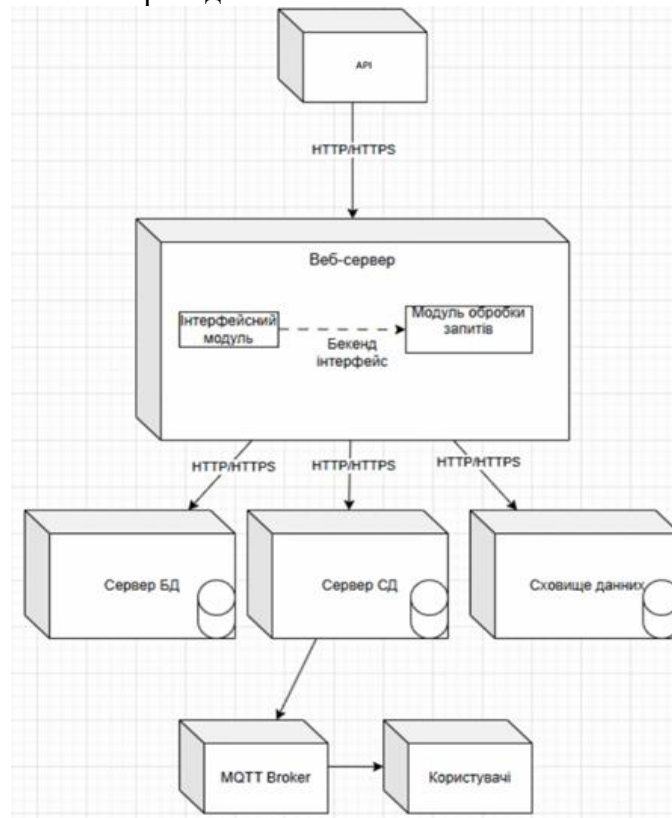 API
HTTP/HTTPS
Веб-сервер
Інтерфейсний
модуль
Модуль обробки
запитів
Бекенд
інтерфейс
HTTP/HTTPS
HTTP/HTTPS
HTTP/HTTPS
Сервер БД
Сервер СД
Сховище данних
MQTT Broker
Користувачі